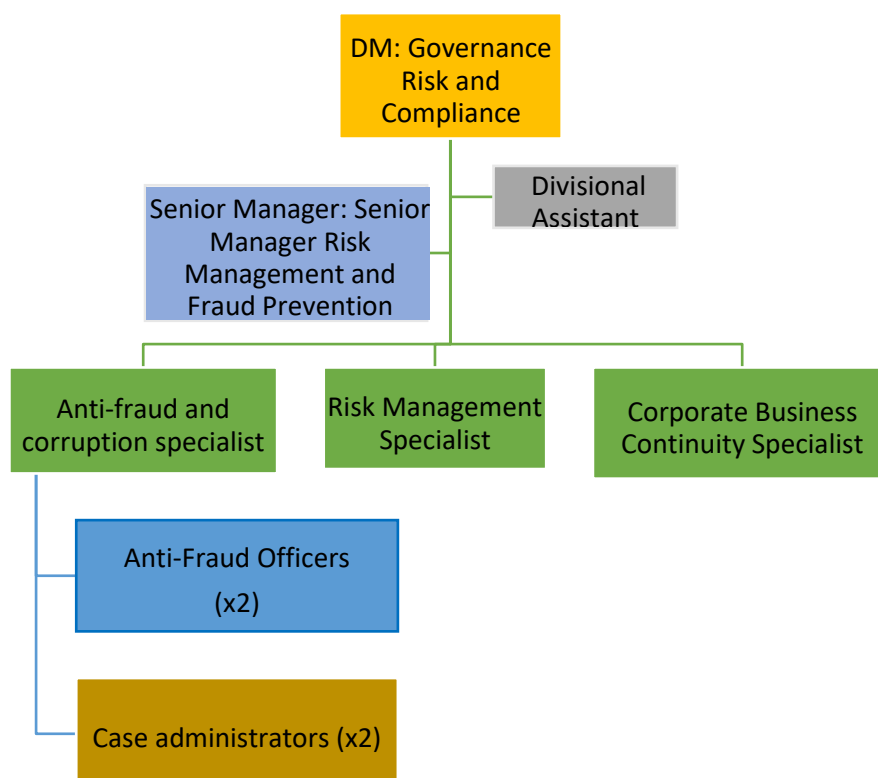 DM: Governance
Risk and
Compliance
Divisional
Assistant
Senior Manager: Senior
Manager Risk
Management and
Fraud Prevention
Anti-fraud and
corruption specialist
Risk Management
Specialist
Corporate Business
Continuity Specialist
Anti-Fraud Officers
(x2)
Case administrators (x2)